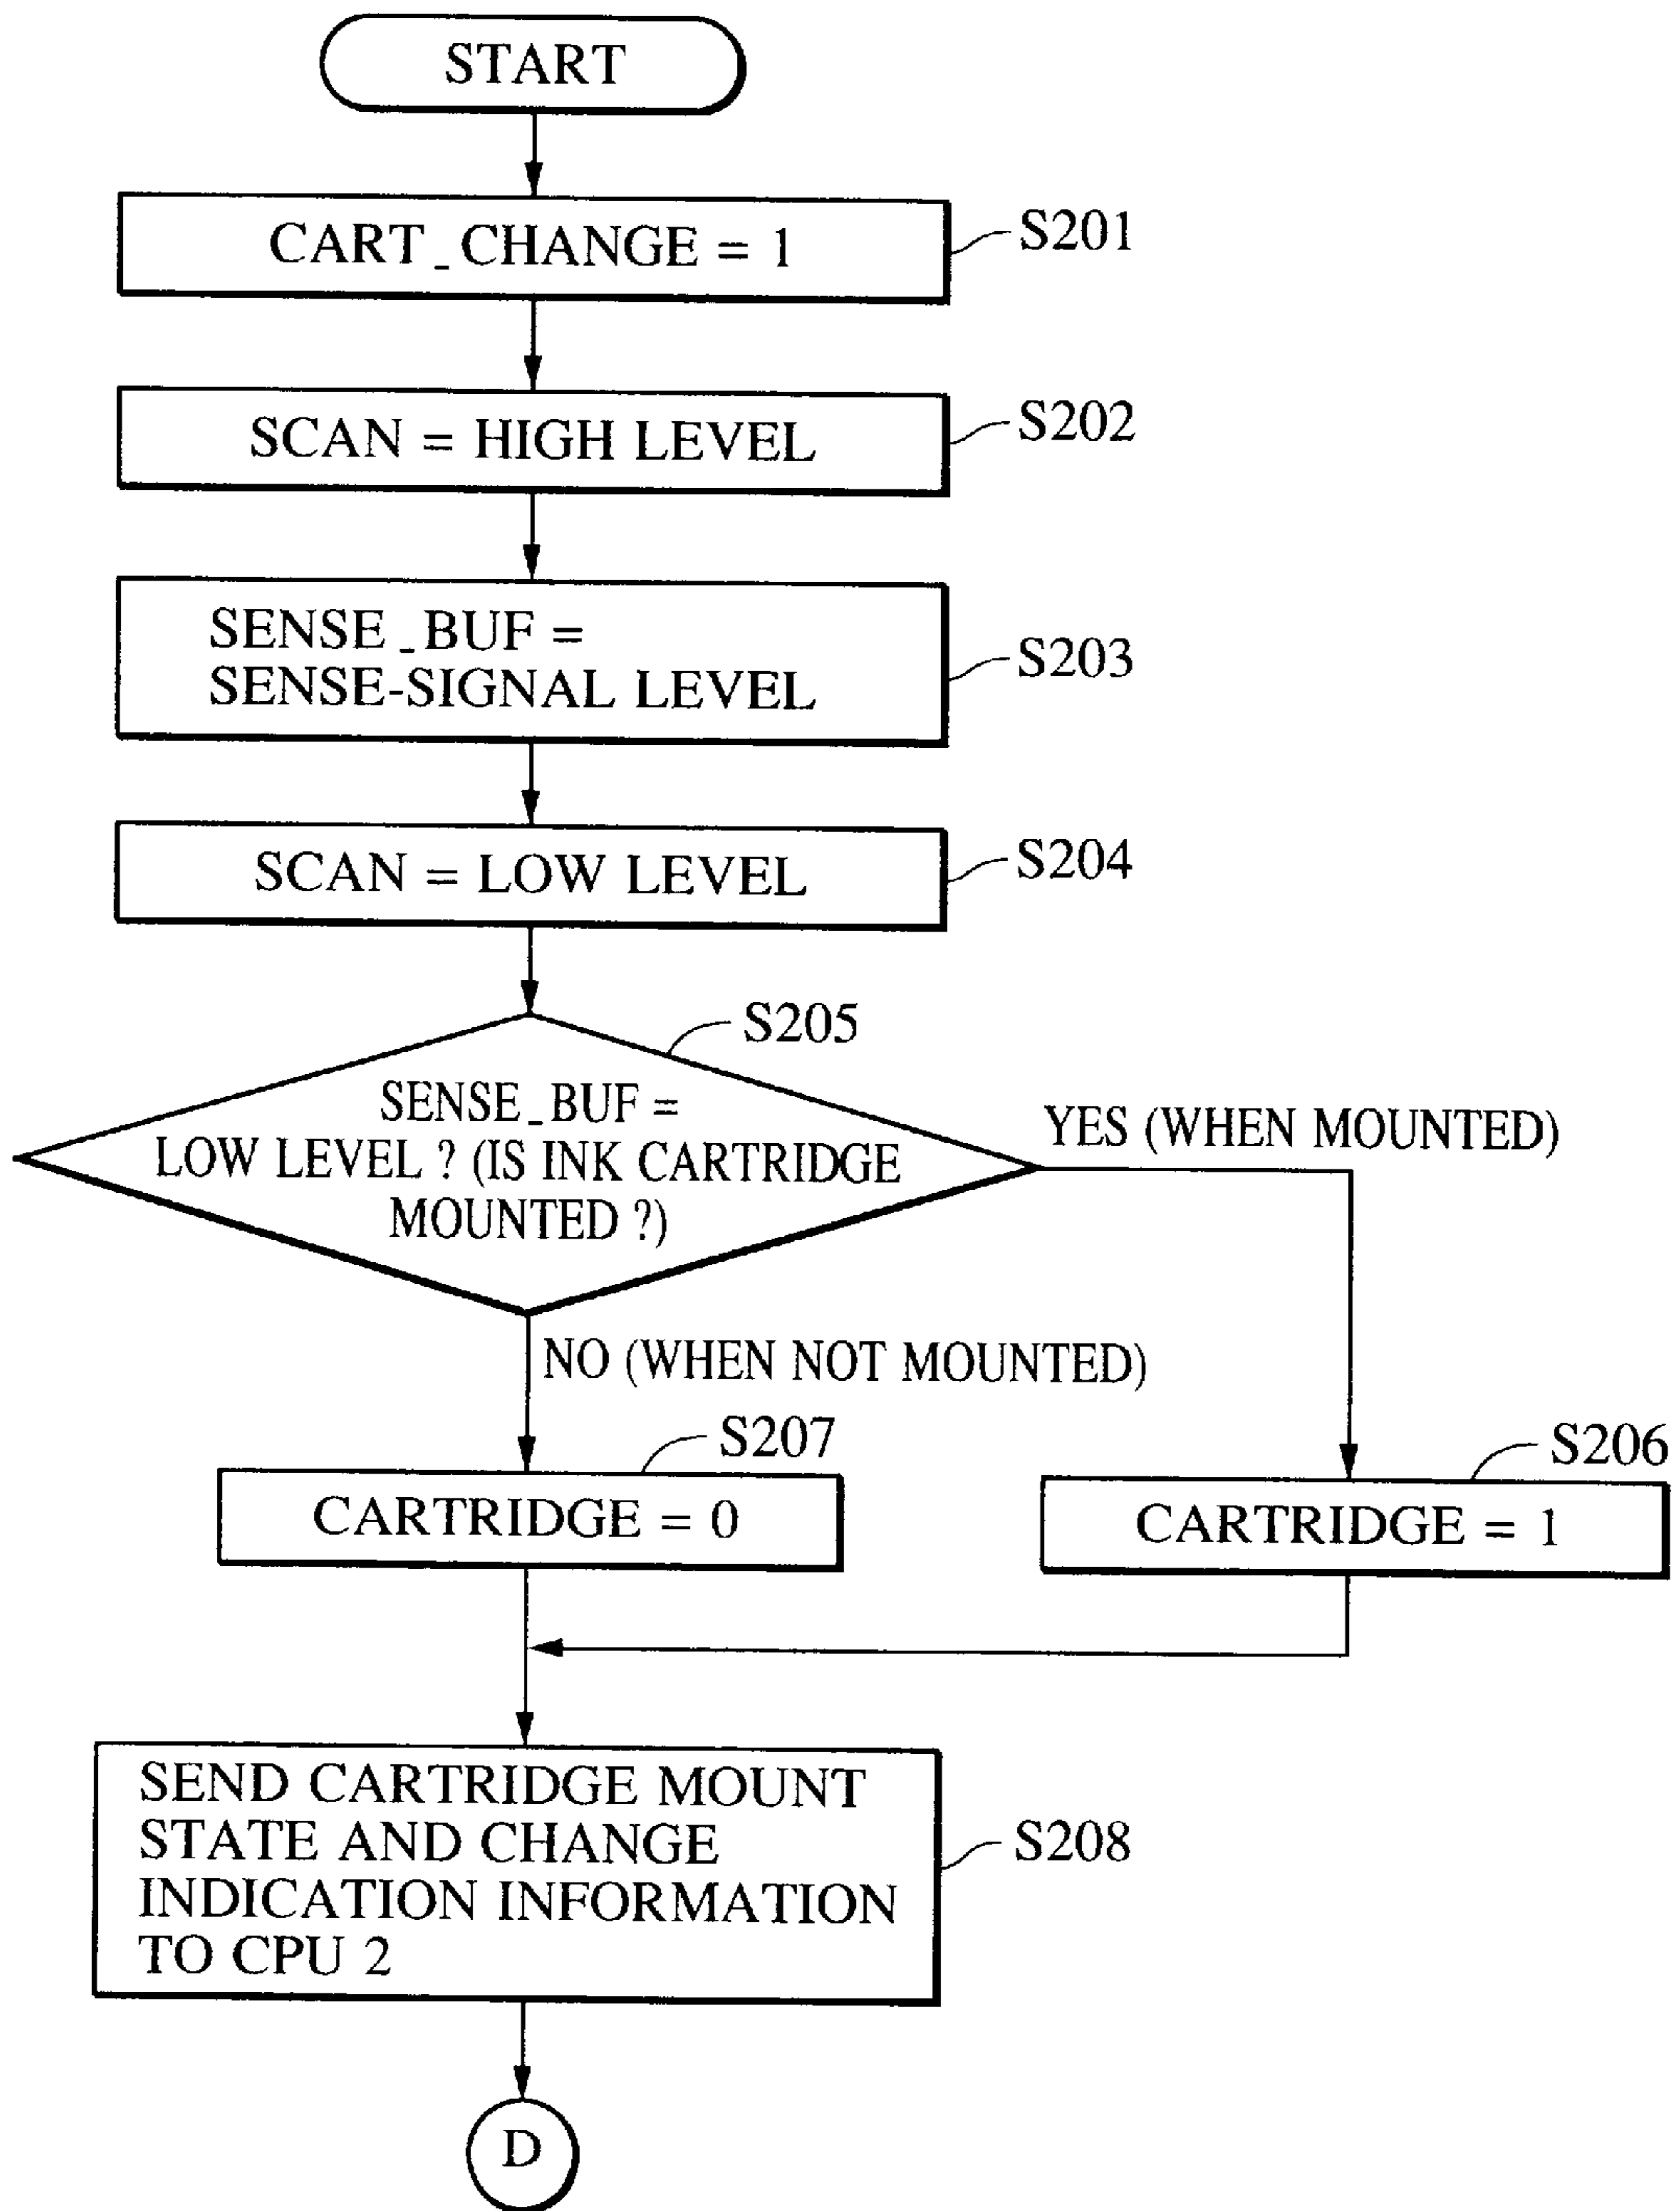 START
CART_CHANGE = 1
S201
SCAN = HIGH LEVEL
S202
SENSE_BUF =
SENSE-SIGNAL LEVEL
S203
SCAN = LOW LEVEL
S204
S205
SENSE_BUF =
LOW LEVEL ? (IS INK CARTRIDGE
MOUNTED ?)
YES (WHEN MOUNTED)
NO (WHEN NOT MOUNTED)
S207
CARTRIDGE = 0
S206
CARTRIDGE = 1
SEND CARTRIDGE MOUNT
STATE AND CHANGE
INDICATION INFORMATION
TO CPU 2
S208
D